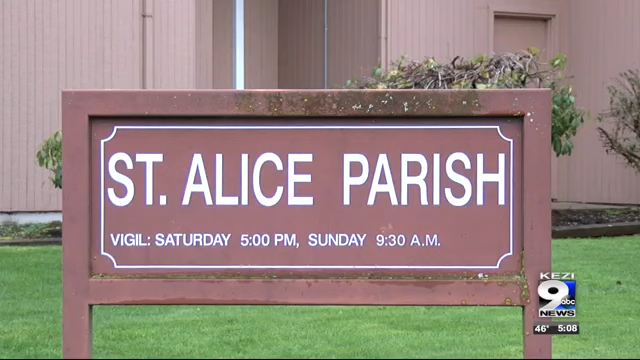 ST. ALICE PARISH
VIGIL: SATURDAY 5:00 PM, SUNDAY 9:30 A.M.
KEZI
9 abc
NEWS
46° 5:08